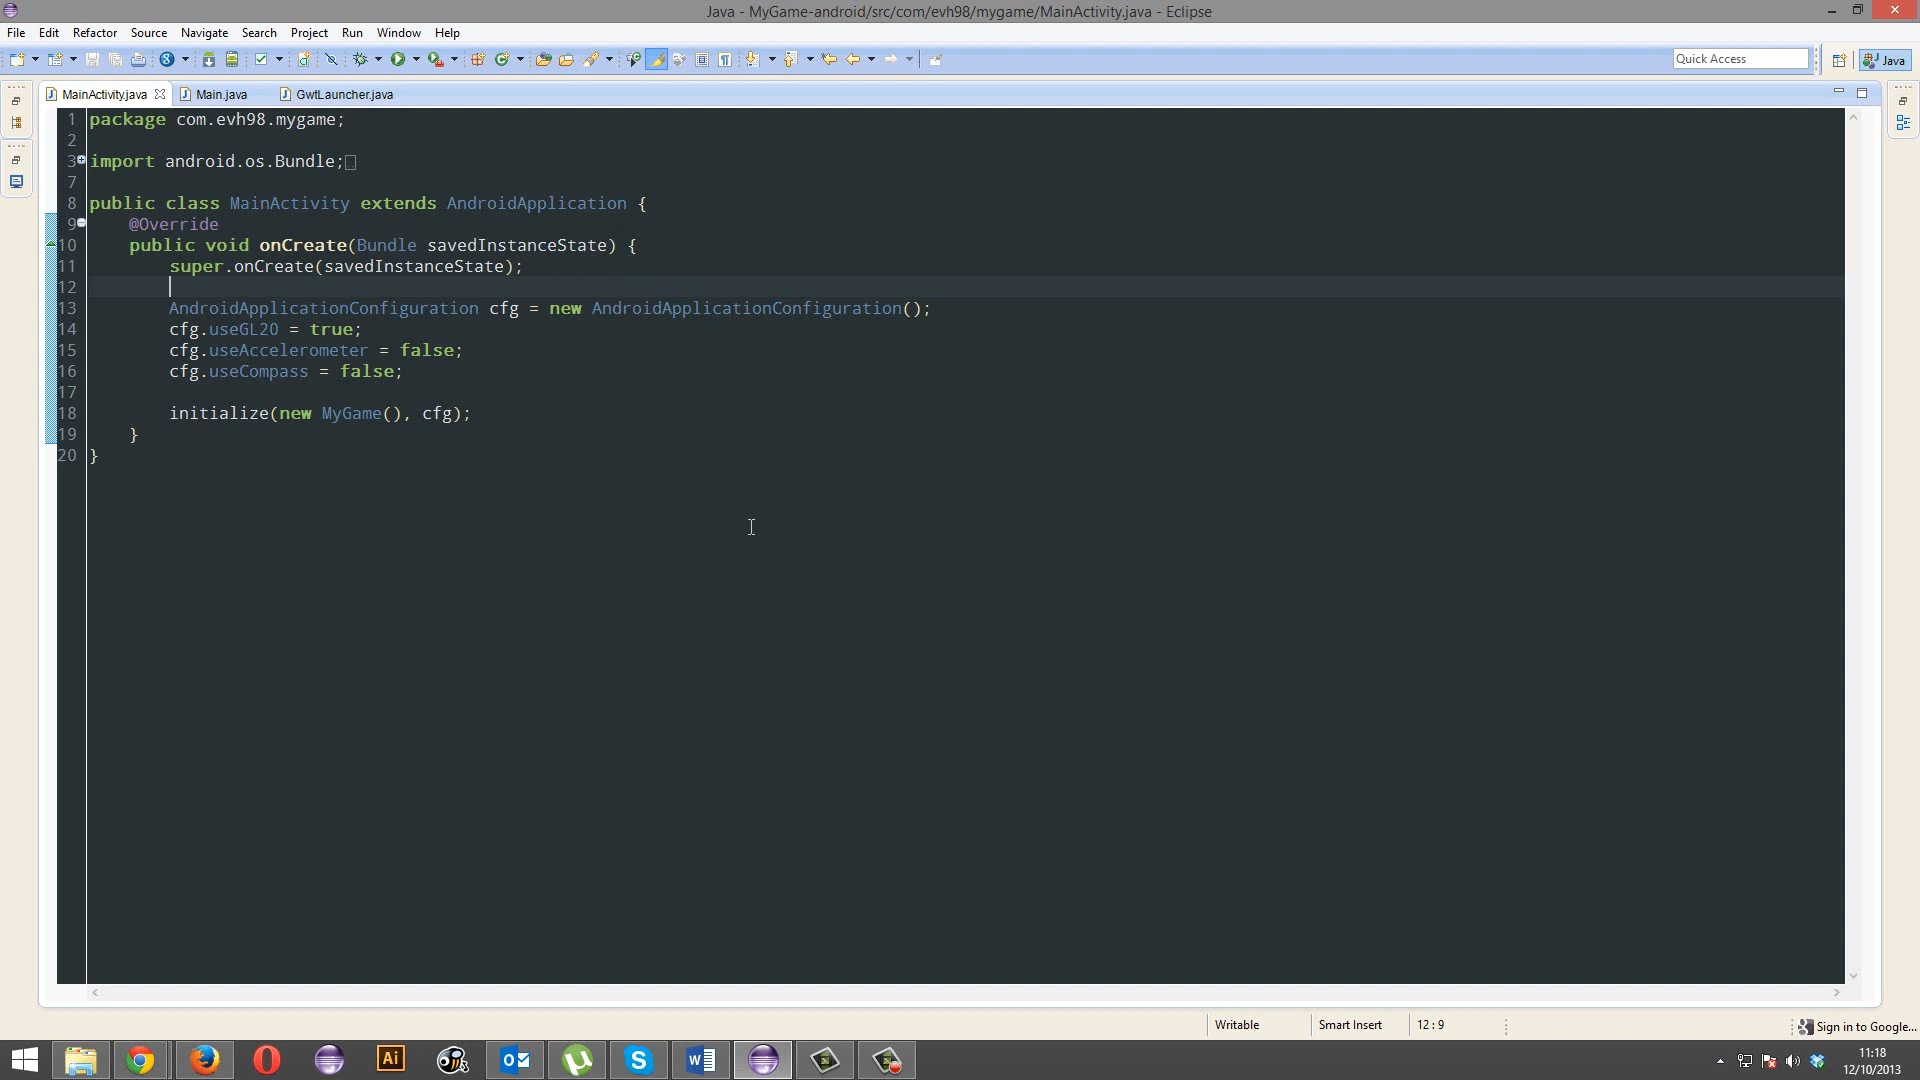 Java - MyGame-android/src/com/evh98/mygame/MainActivity.java - Eclipse
File Edit Refactor Source Navigate Search Project Run Window Help
Quick Access
Java
MainActivity.java Main.java GwtLauncher.java
1 package com.evh98.mygame;
2
3 import android.os.Bundle;
7
8 public class MainActivity extends AndroidApplication {
9 @Override
10 public void onCreate(Bundle savedInstanceState) {
11 super.onCreate(savedInstanceState);
12
13 AndroidApplicationConfiguration cfg = new AndroidApplicationConfiguration();
14 cfg.useGL20 = true;
15 cfg.useAccelerometer = false;
16 cfg.useCompass = false;
17
18 initialize(new MyGame(), cfg);
19 }
20 }
Writable Smart Insert 12 : 9
Sign in to Google...
Ai
11:18
12/10/2013